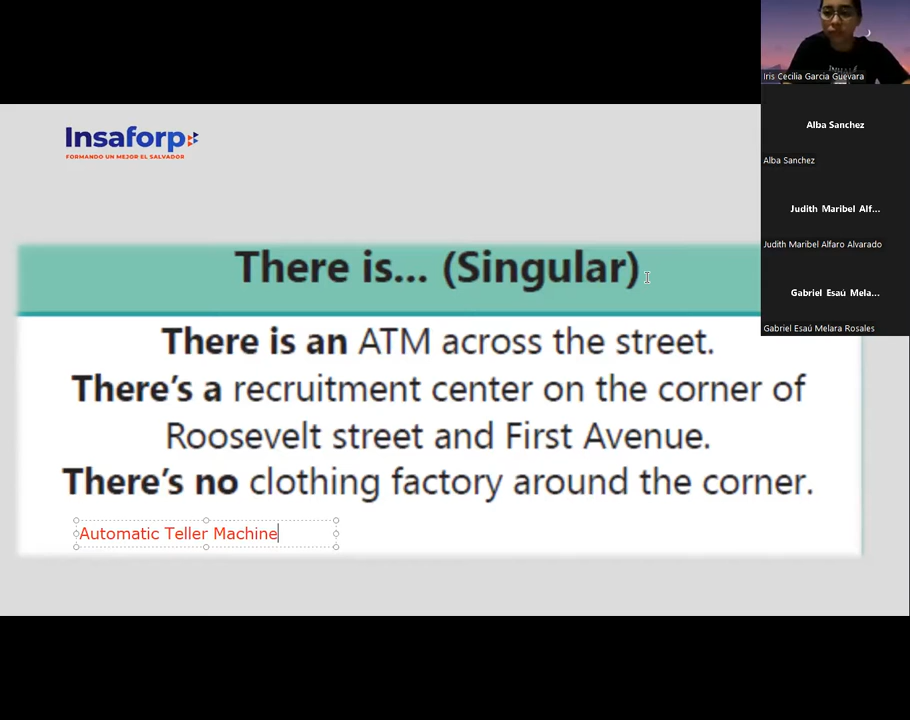 Insaforp
FORMANDO UN MEJOR EL SALVADOR
There is... (Singular)
There is an ATM across the street.
There's a recruitment center on the corner of
Roosevelt street and First Avenue.
There's no clothing factory around the corner.
Automatic Teller Machine
Iris Cecilia Garcia Guevara
Alba Sanchez
Alba Sanchez
Judith Maribel Alf...
Judith Maribel Alfaro Alvarado
Gabriel Esaú Mela...
Gabriel Esaú Melara Rosales